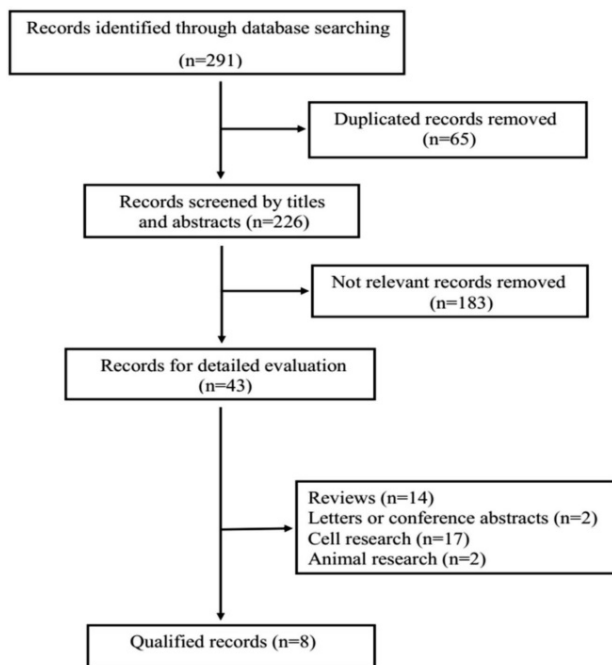 Records identified through database searching
(n=291)
Duplicated records removed
(n=65)
Records screened by titles
and abstracts (n=226)
Not relevant records removed
(n=183)
Records for detailed evaluation
(n=43)
Reviews (n=14)
Letters or conference abstracts (n=2)
Cell research (n=17)
Animal research (n=2)
Qualified records (n=8)